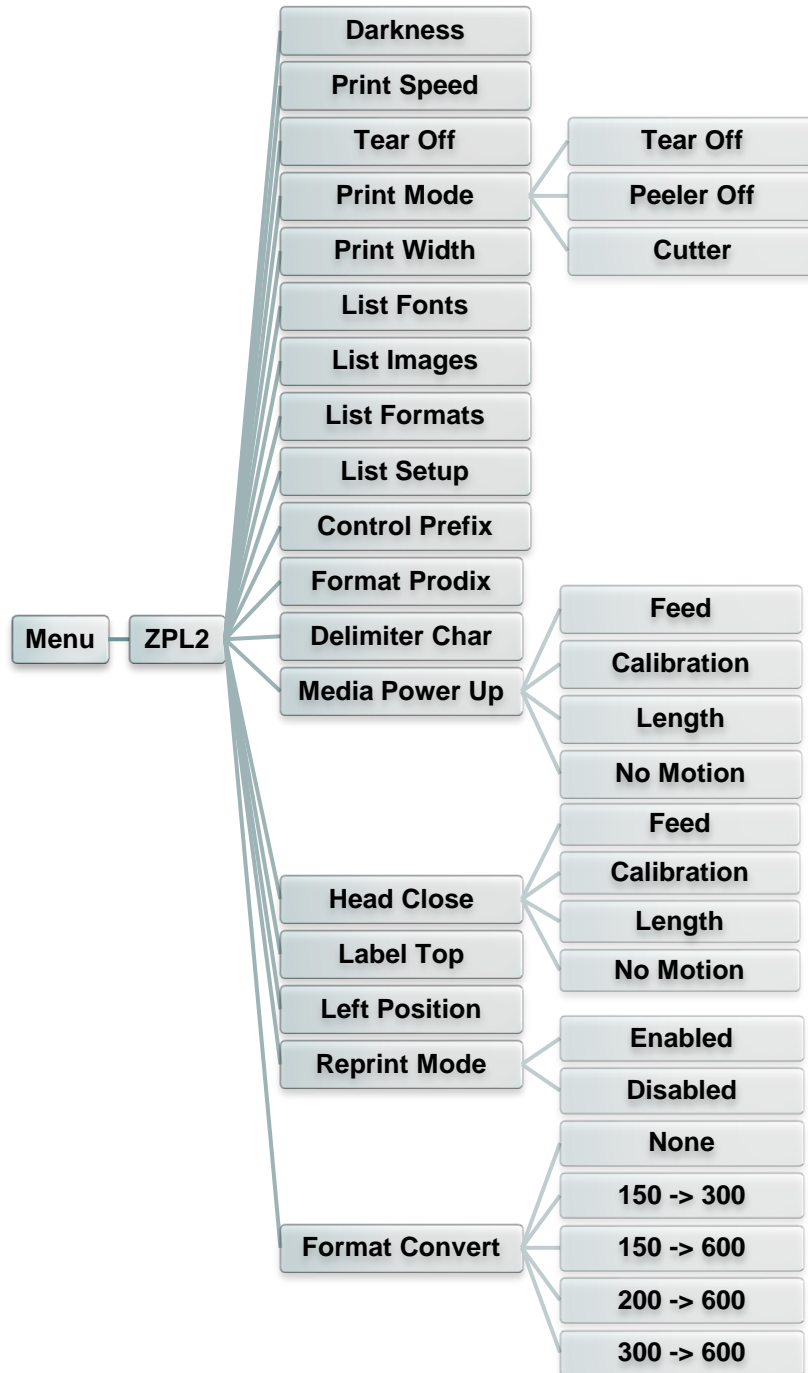 Menu
ZPL2
Darkness
Print Speed
Tear Off
Print Mode
Tear Off
Peeler Off
Cutter
Print Width
List Fonts
List Images
List Formats
List Setup
Control Prefix
Format Prodix
Delimiter Char
Media Power Up
Feed
Calibration
Length
No Motion
Head Close
Feed
Calibration
Length
No Motion
Label Top
Left Position
Reprint Mode
Enabled
Disabled
Format Convert
None
150 -> 300
150 -> 600
200 -> 600
300 -> 600